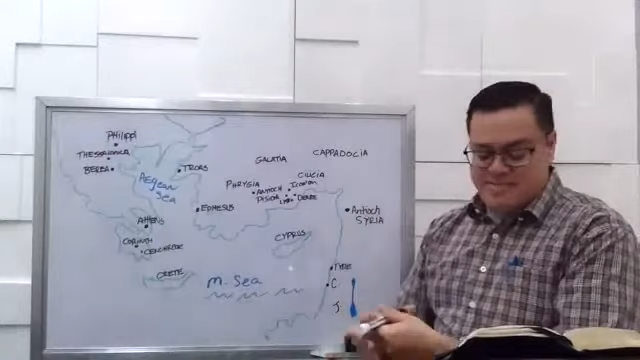 Philippi
THESSALONICA
BEREA
TROAS
Aegean
Sea
GALATIA
CAPPADOCIA
PHRYGIA
ANTIOCH
PISIDIA
CILICIA
Iconium
DERBE
EPHESUS
Antioch
SYRIA
ATHENS
CORINTH
CENCHREAE
CYPRUS
CRETE
M-Sea
TYRE
C
J